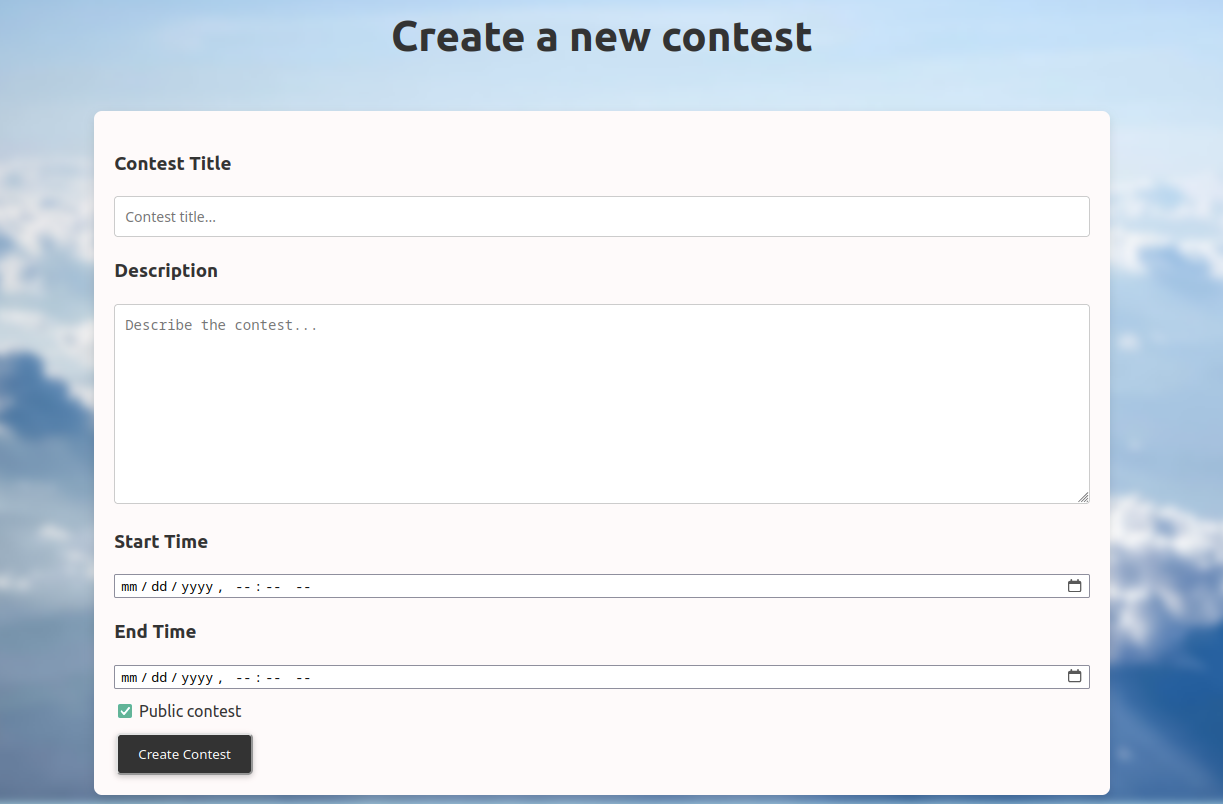 Create a new contest
Contest Title
Contest title...
Description
Describe the contest...
Start Time
mm/dd/yyyy, --:-- --
End Time
mm/dd/yyyy, --:-- --
Public contest
Create Contest